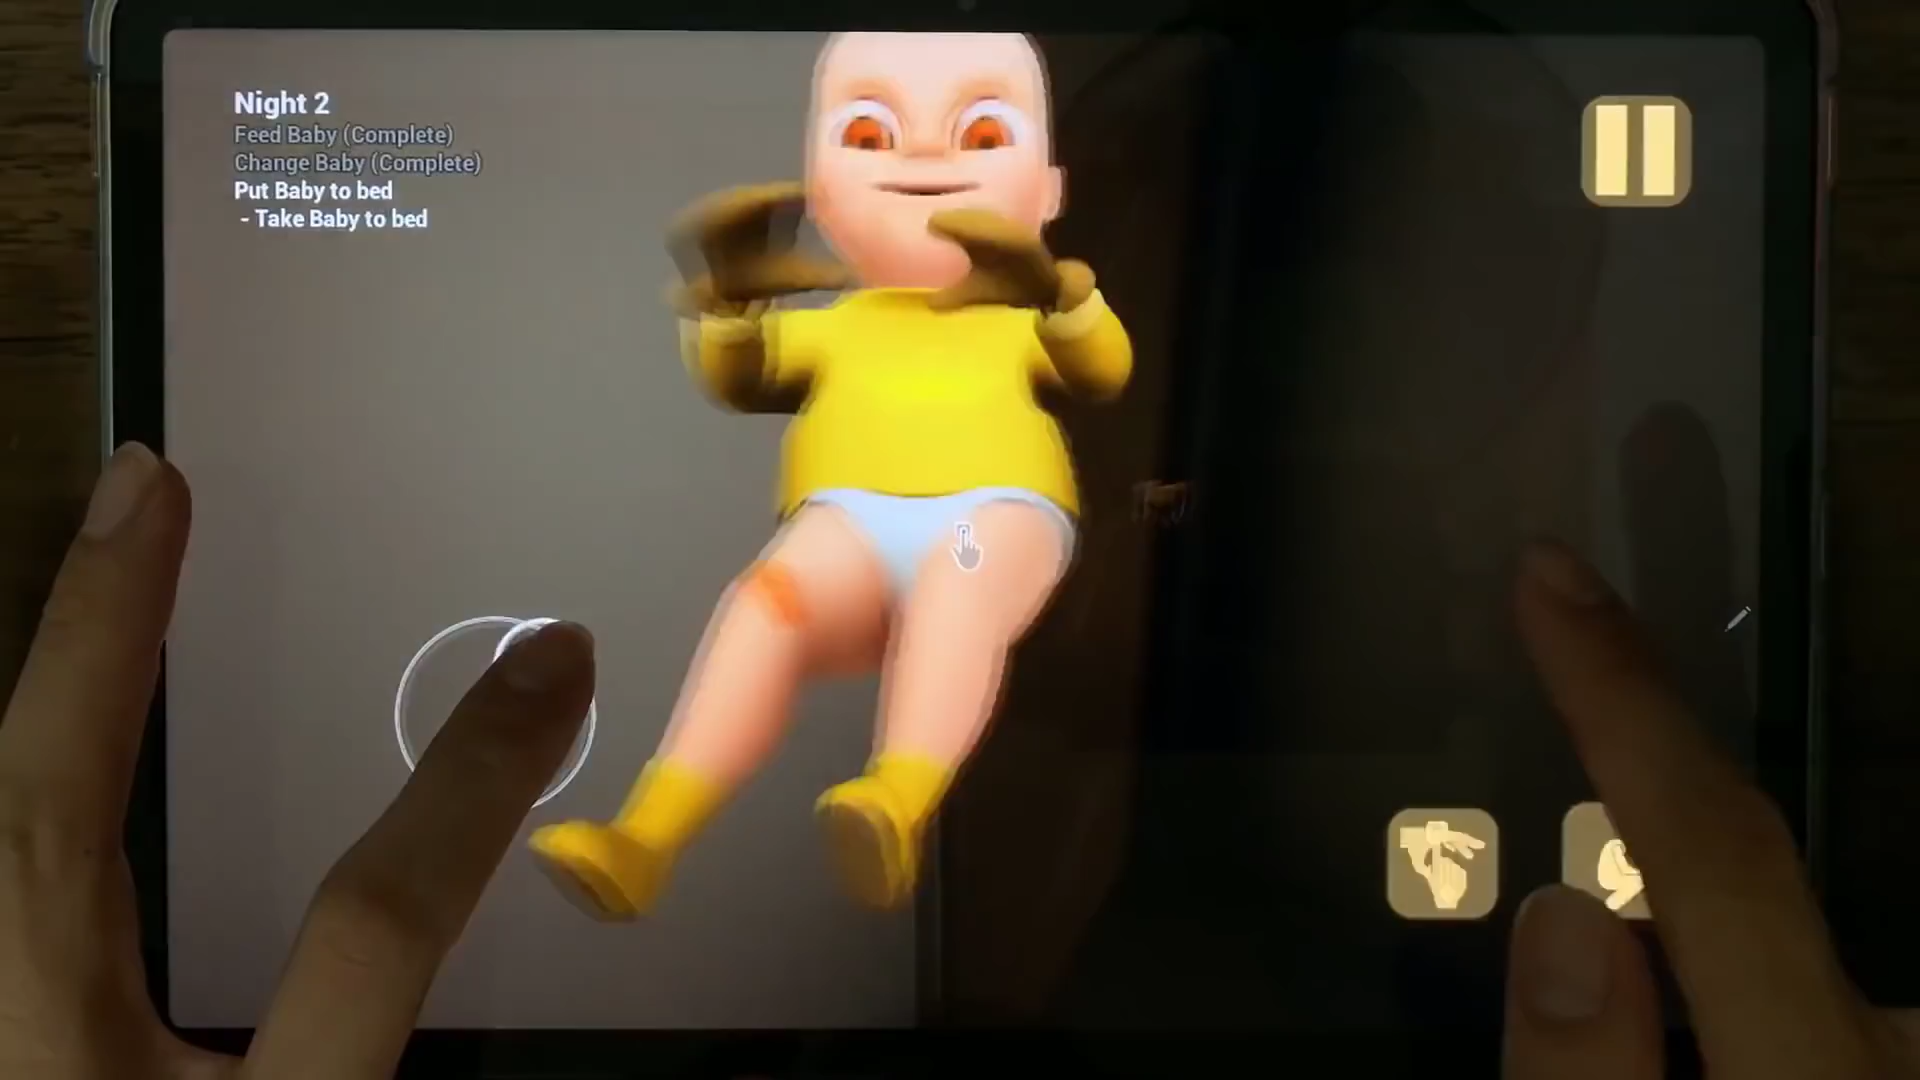 Night 2
Feed Baby (Complete)
Change Baby (Complete)
Put Baby to bed
- Take Baby to bed